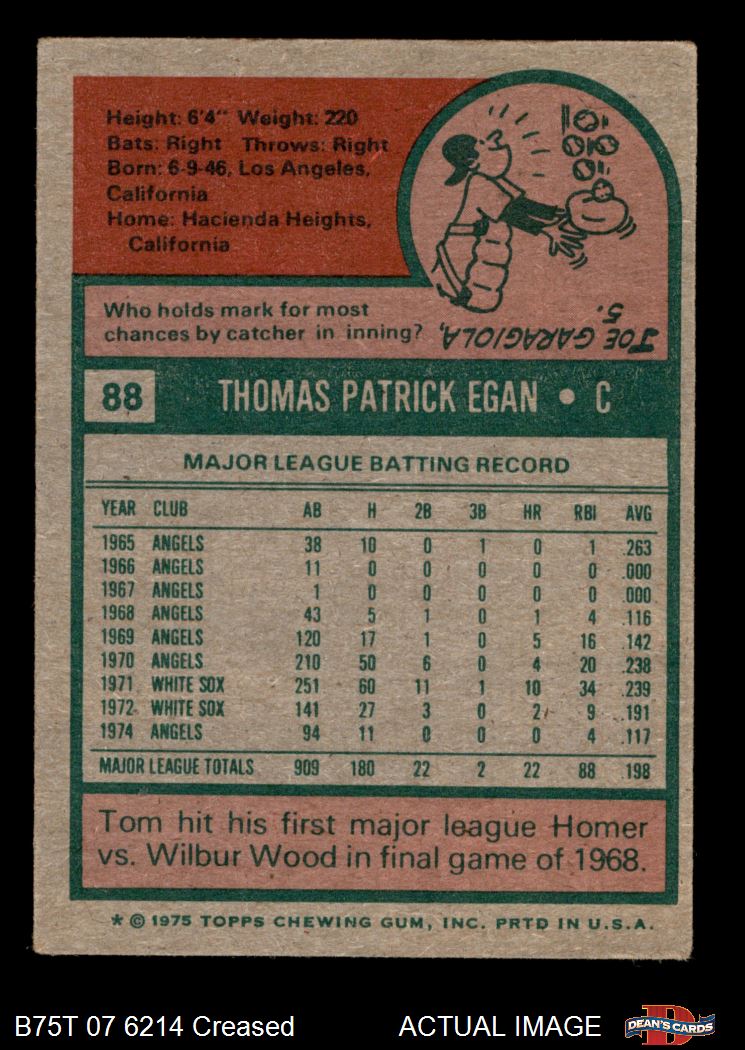 Height: 6'4" Weight: 220
Bats: Right Throws: Right
Born: 6-9-46, Los Angeles,
California
Home: Hacienda Heights,
California
Who holds mark for most
chances by catcher in inning?
JOE GARAGIOLA,
5.
88 THOMAS PATRICK EGAN • C
MAJOR LEAGUE BATTING RECORD
YEAR CLUB AB H 2B 3B HR RBI AVG
1965 ANGELS 38 10 0 1 0 1 .263
1966 ANGELS 11 0 0 0 0 0 .000
1967 ANGELS 1 0 0 0 0 0 .000
1968 ANGELS 43 5 1 0 1 4 .116
1969 ANGELS 120 17 1 0 5 16 .142
1970 ANGELS 210 50 6 0 4 20 .238
1971 WHITE SOX 251 60 11 1 10 34 .239
1972 WHITE SOX 141 27 3 0 2 9 .191
1974 ANGELS 94 11 0 0 0 4 .117
MAJOR LEAGUE TOTALS 909 180 22 2 22 88 .198
Tom hit his first major league Homer
vs. Wilbur Wood in final game of 1968.
* © 1975 TOPPS CHEWING GUM, INC. PRTD IN U.S.A.
B75T 07 6214 Creased ACTUAL IMAGE
D
DEAN'S CARDS